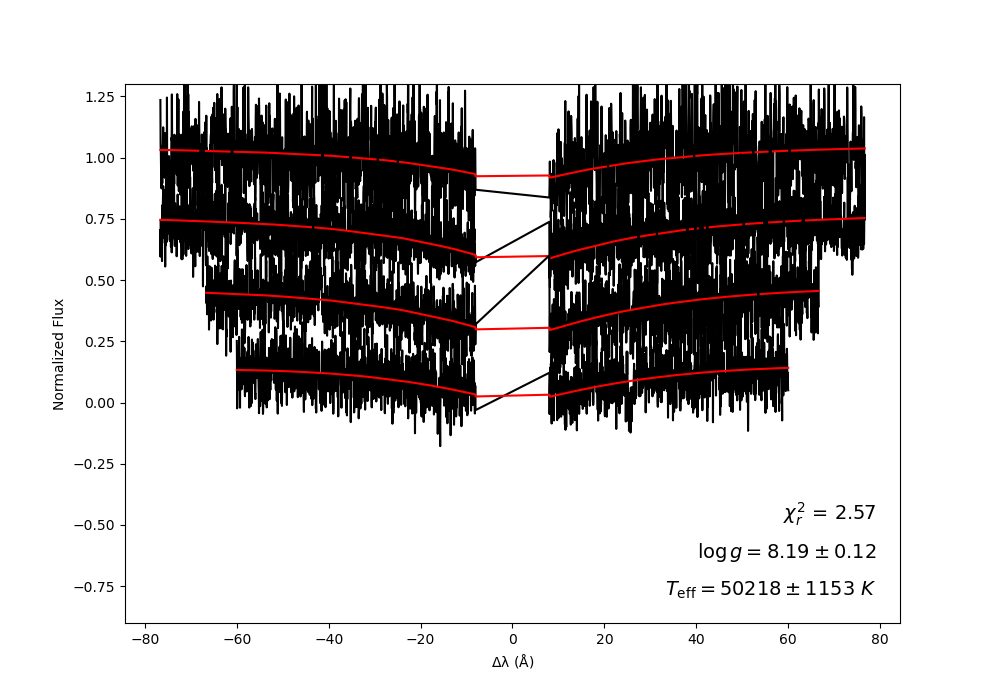 1.25
1.00
0.75
0.50
0.25
0.00
−0.25
−0.50
−0.75
Normalized Flux
χ²ᵣ = 2.57
log g = 8.19 ± 0.12
T_eff = 50218 ± 1153 K
−80 −60 −40 −20 0 20 40 60 80
Δλ (Å)